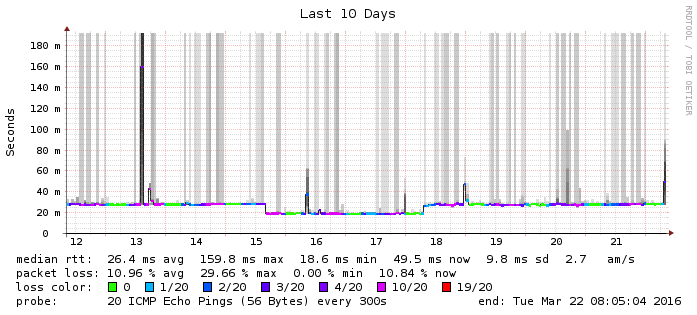 Last 10 Days
RRDTOOL / TOBI OETIKER
Seconds
180 m
160 m
140 m
120 m
100 m
80 m
60 m
40 m
20 m
0
12 13 14 15 16 17 18 19 20 21
median rtt: 26.4 ms avg 159.8 ms max 18.6 ms min 49.5 ms now 9.8 ms sd 2.7 am/s
packet loss: 10.96 % avg 29.66 % max 0.00 % min 10.84 % now
loss color: 0 1/20 2/20 3/20 4/20 10/20 19/20
probe: 20 ICMP Echo Pings (56 Bytes) every 300s end: Tue Mar 22 08:05:04 2016